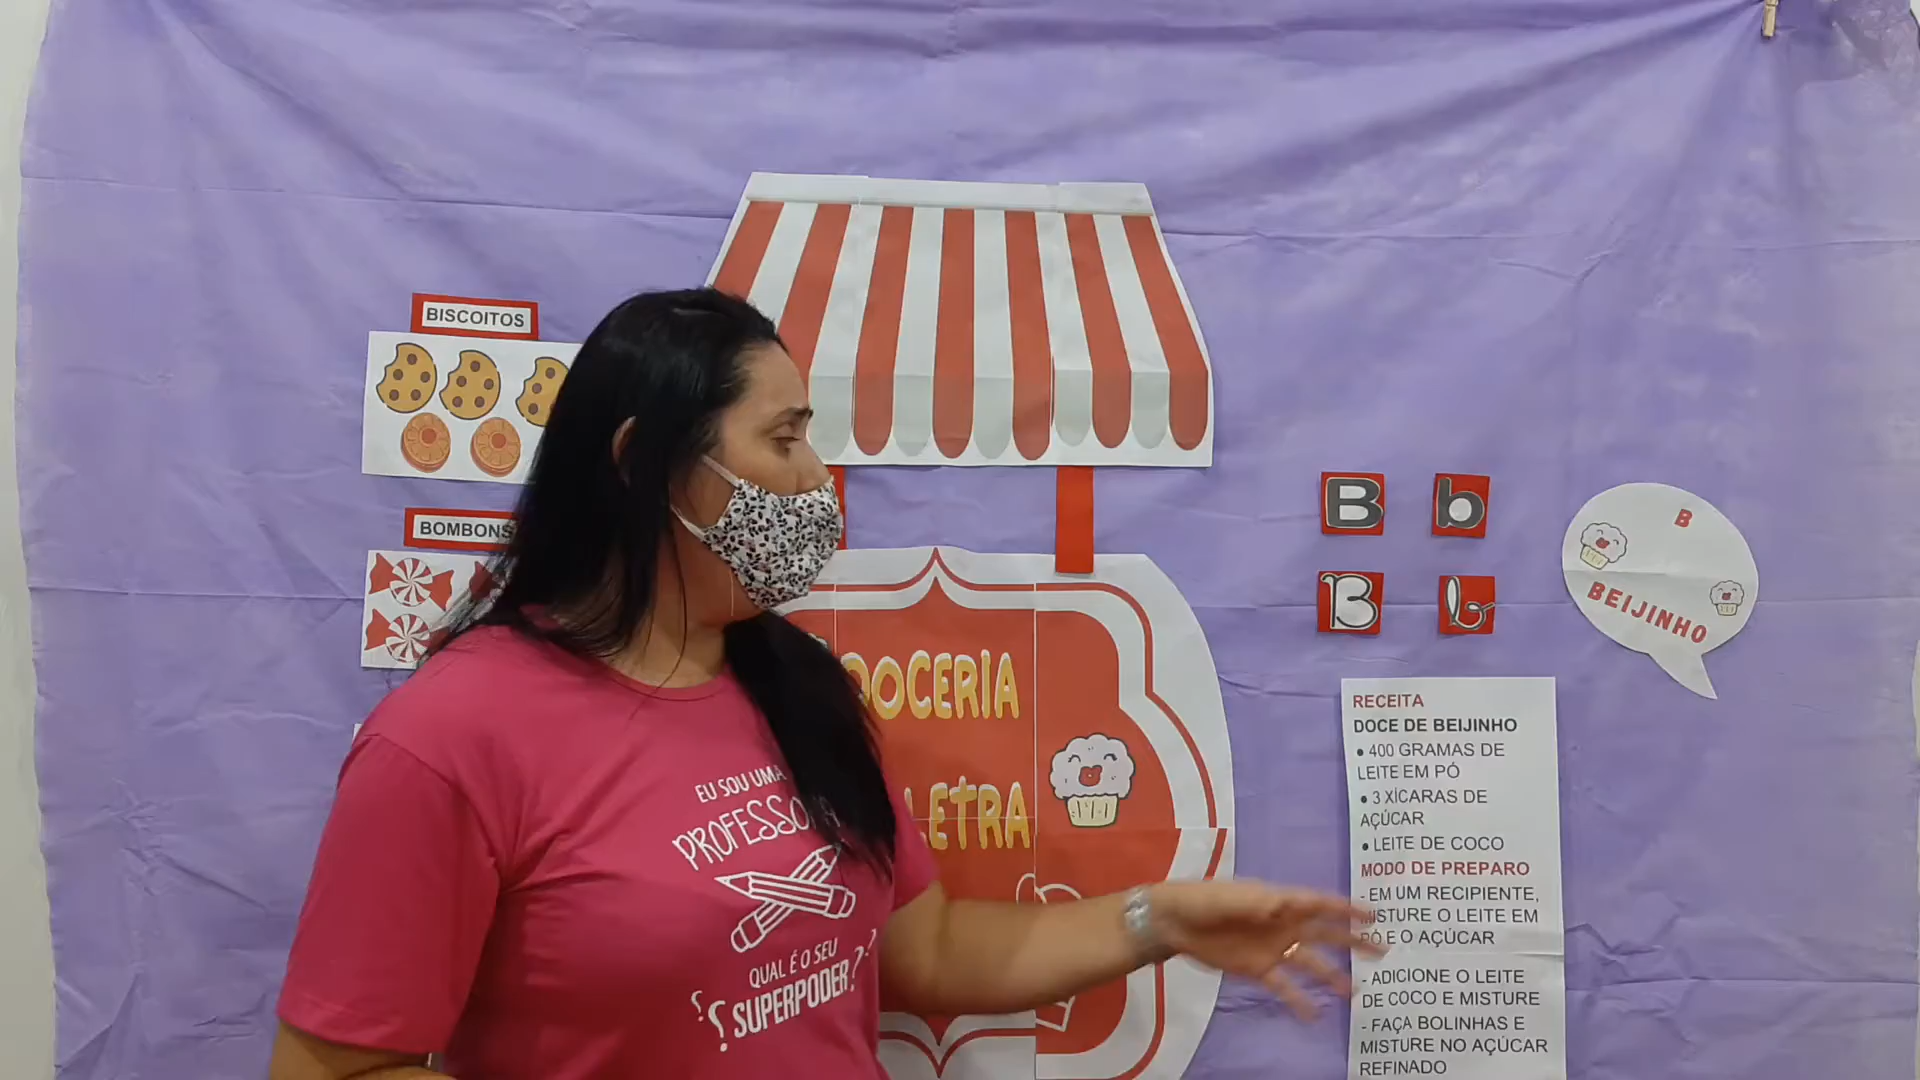 BISCOITOS
BOMBONS
DOCERIA
LETRA
EU SOU UMA
PROFESSORA
QUAL É O SEU
SUPERPODER?
B b
B b
B
BEIJINHO
RECEITA
DOCE DE BEIJINHO
• 400 GRAMAS DE
LEITE EM PÓ
• 3 XÍCARAS DE
AÇÚCAR
• LEITE DE COCO
MODO DE PREPARO
- EM UM RECIPIENTE,
MISTURE O LEITE EM
PÓ E O AÇÚCAR
- ADICIONE O LEITE
DE COCO E MISTURE
- FAÇA BOLINHAS E
MISTURE NO AÇÚCAR
REFINADO